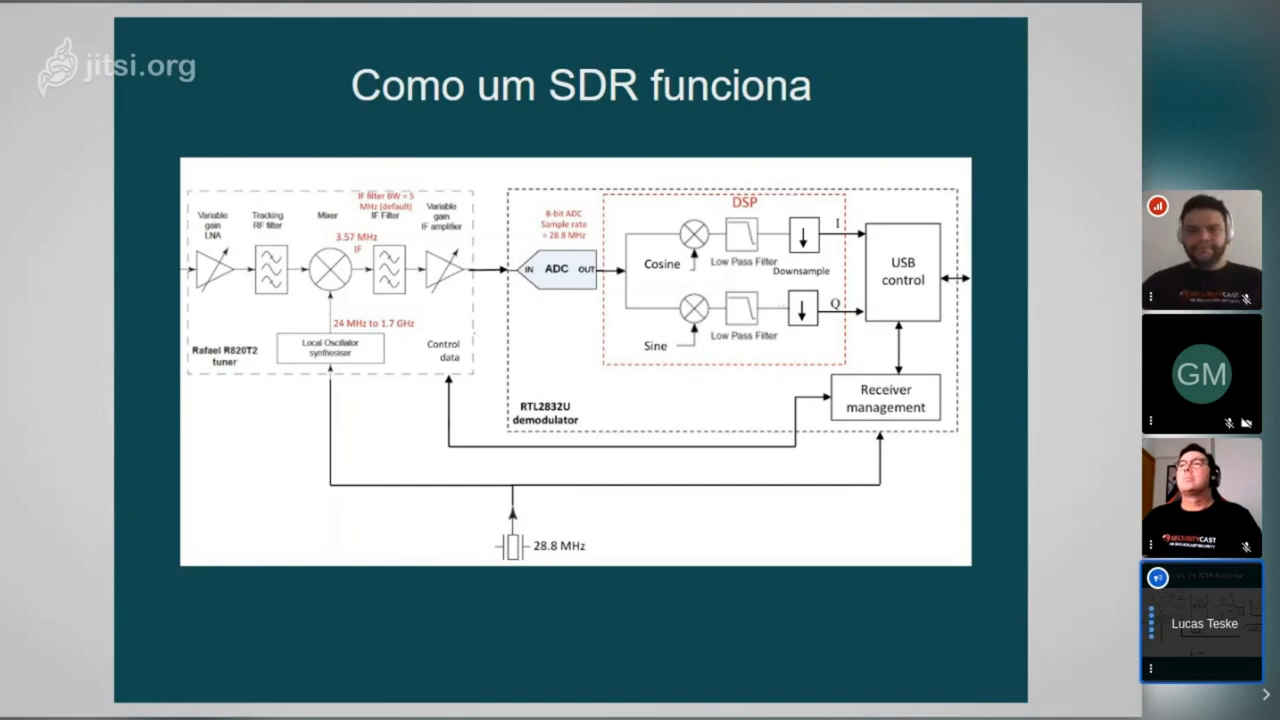 jitsi.org
Como um SDR funciona
IF filter BW = 5
MHz (default)
IF Filter
Variable
gain
LNA
Tracking
RF filter
Mixer
Variable
gain
IF amplifier
3.57 MHz
IF
24 MHz to 1.7 GHz
Local Oscillator
synthesiser
Rafael R820T2
tuner
Control
data
8-bit ADC
Sample rate
= 28.8 MHz
IN
ADC
OUT
DSP
Cosine
Low Pass Filter
Downsample
I
Sine
Low Pass Filter
Q
USB
control
Receiver
management
RTL2832U
demodulator
28.8 MHz
SECURITYCAST
GM
SECURITYCAST
Lucas Teske